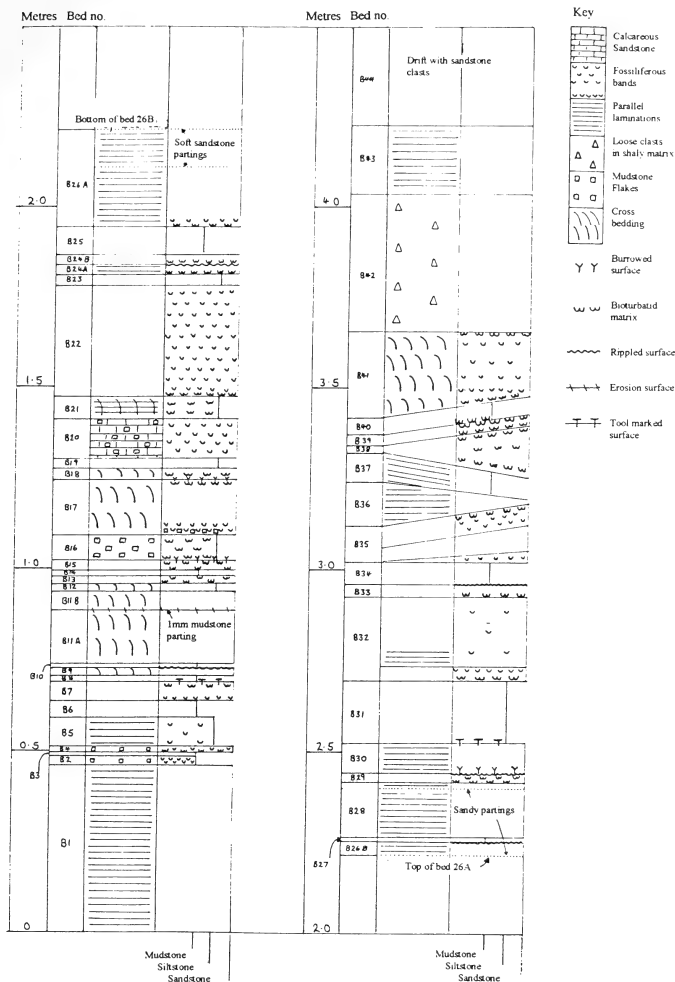 Metres Bed no.
Bottom of bed 26B.
Soft sandstone
partings
B26A
2.0
B25
B24B
B24A
B23
B22
1.5
B21
B20
B19
B18
B17
B16
1.0
B15
B14
B13
B12
B11B
1mm mudstone
parting
B11A
B10
B9
B8
B7
B6
B5
0.5
B4
B3
B2
B1
0
Mudstone
Siltstone
Sandstone
Metres Bed no.
Drift with sandstone
clasts
B44
B43
4.0
B42
B41
3.5
B40
B39
B38
B37
B36
B35
3.0
B34
B33
B32
B31
2.5
B30
B29
B28
Sandy partings
B27
B26B
Top of bed 26A
2.0
Mudstone
Siltstone
Sandstone
Key
Calcareous
Sandstone
Fossiliferous
bands
Parallel
laminations
Loose clasts
in shaly matrix
Mudstone
Flakes
Cross
bedding
Burrowed
surface
Bioturbatid
matrix
Rippled surface
Erosion surface
Tool marked
surface